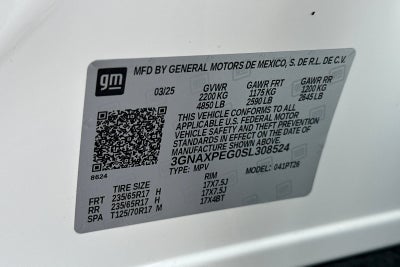 gm
MFD BY GENERAL MOTORS DE MEXICO, S. DE R.L. DE C.V.
03/25 GVWR GAWR FRT GAWR RR
2200 KG 1175 KG 1200 KG
4850 LB 2590 LB 2645 LB
THIS VEHICLE CONFORMS TO ALL
APPLICABLE U.S. FEDERAL MOTOR
VEHICLE SAFETY AND THEFT PREVENTION
STANDARDS IN EFFECT ON THE DATE OF
MANUFACTURE SHOWN ABOVE.
3GNAXPEG0SL308524
8624 TYPE: MPV MODEL:041PT26
TIRE SIZE RIM
FRT 235/65R17 H 17X7.5J
RR 235/65R17 H 17X7.5J
SPA T125/70R17 M 17X4BT